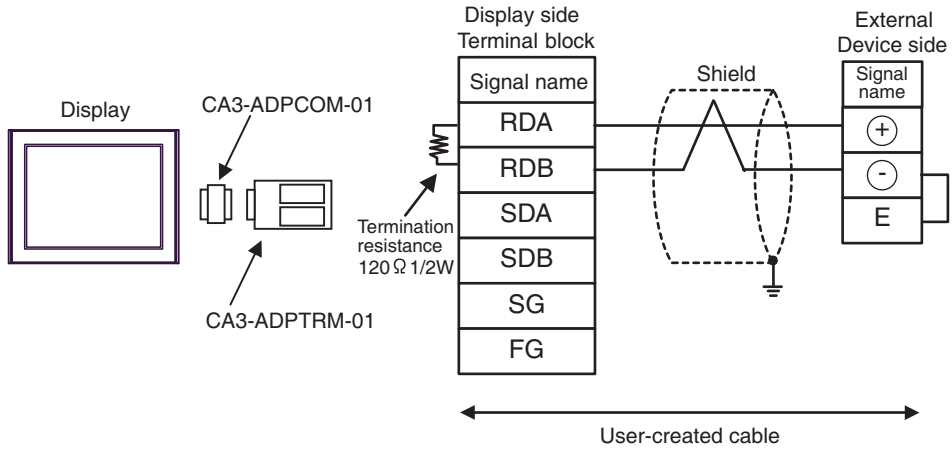 Display
CA3-ADPCOM-01
CA3-ADPTRM-01
Display side
Terminal block
Signal name
RDA
RDB
SDA
SDB
SG
FG
Termination
resistance
120Ω 1/2W
Shield
External
Device side
Signal
name
+
-
E
User-created cable